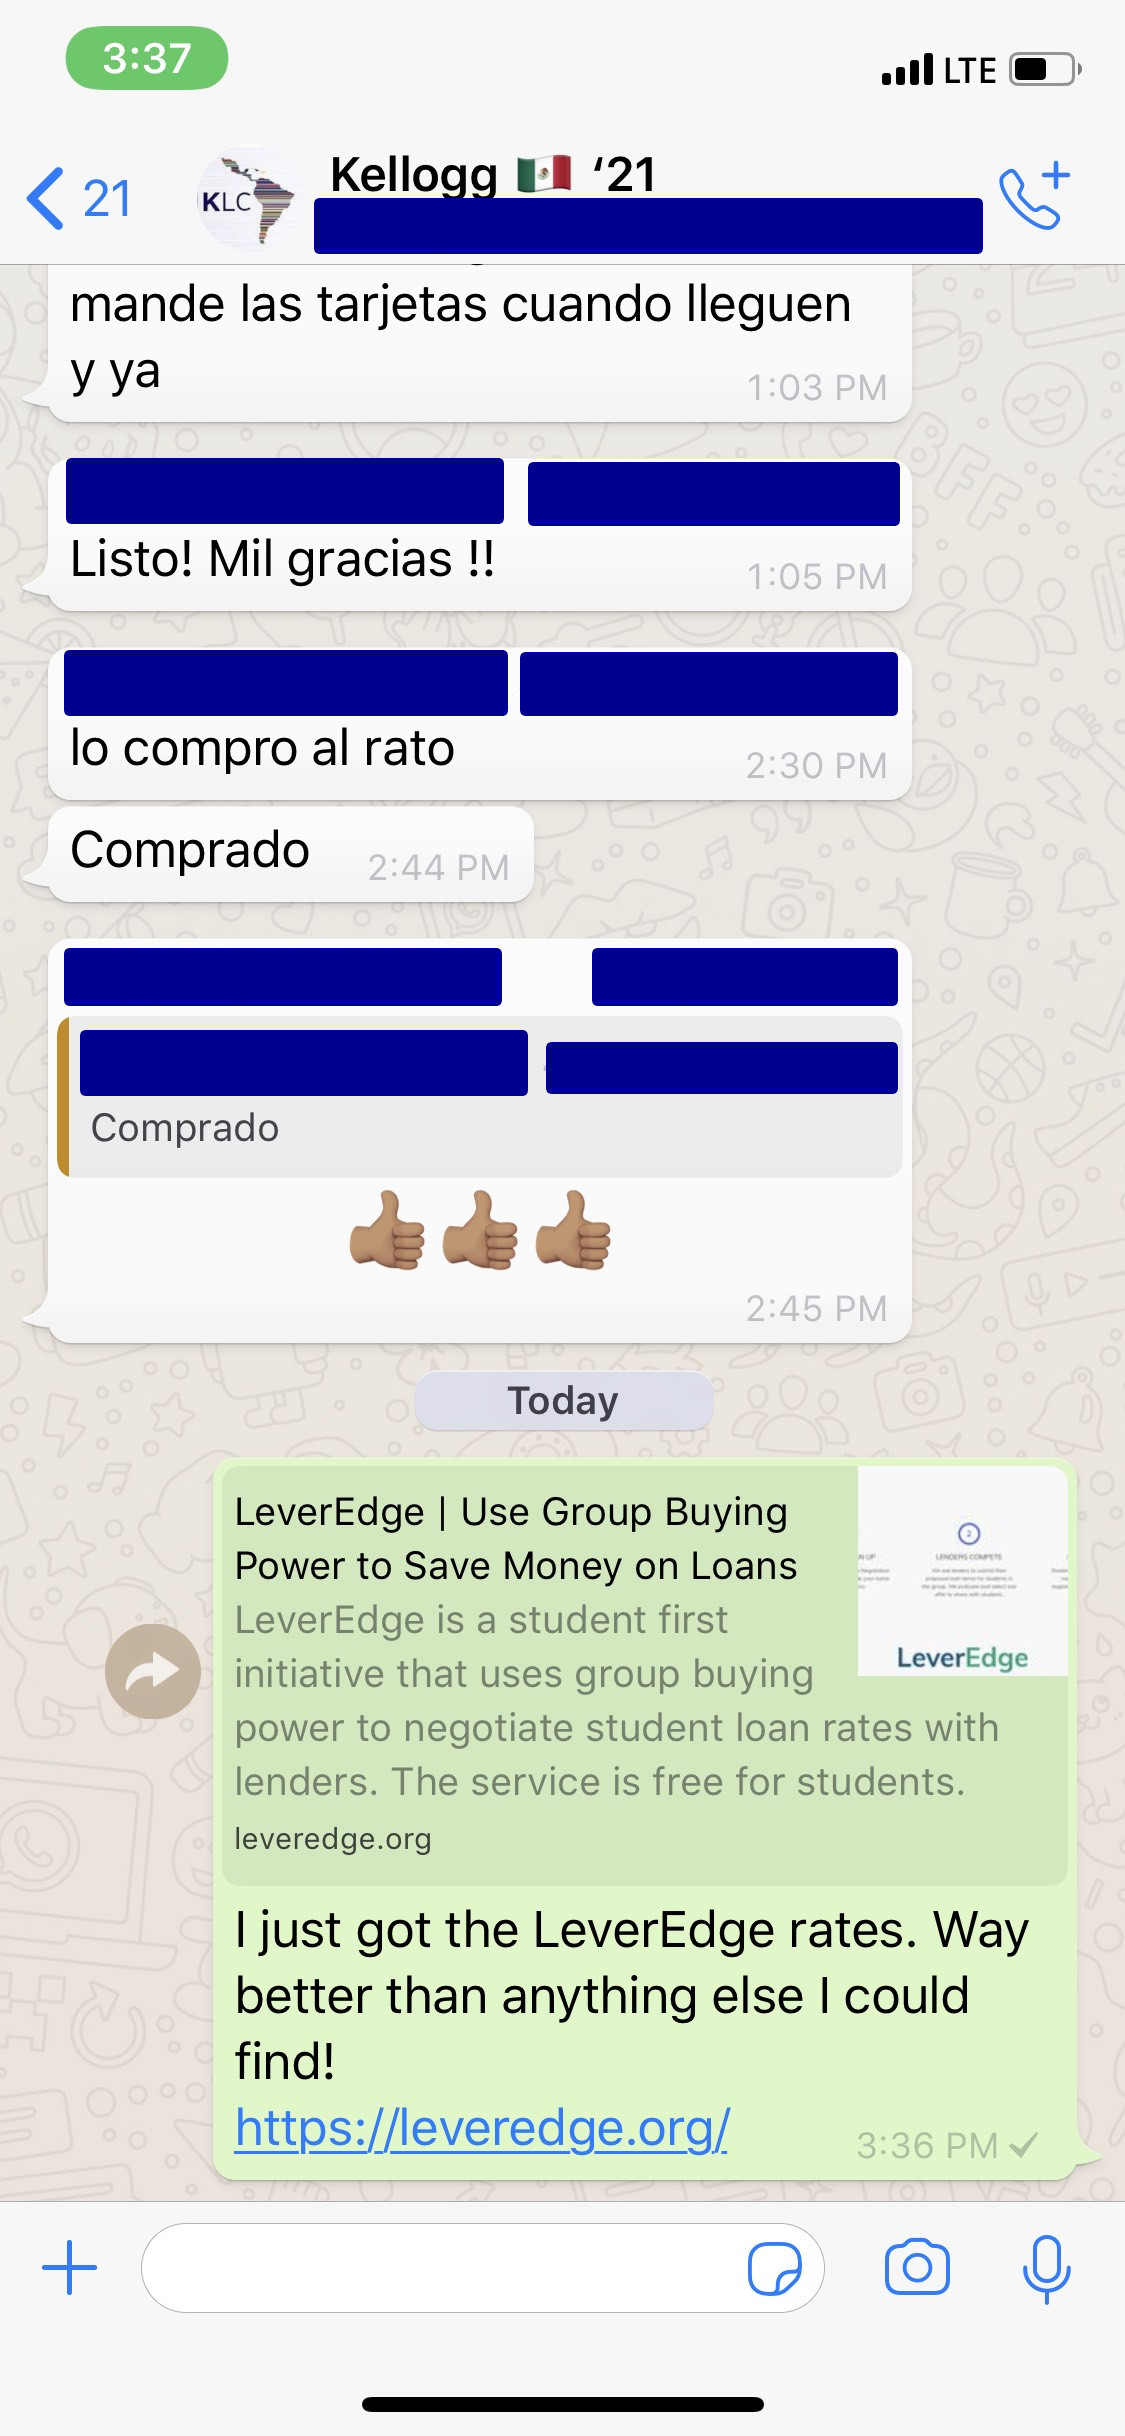 3:37
LTE
21
KLC
Kellogg 🇲🇽 ‘21
mande las tarjetas cuando lleguen
y ya
1:03 PM
Listo! Mil gracias !!
1:05 PM
lo compro al rato
2:30 PM
Comprado
2:44 PM
Comprado
👍🏽👍🏽👍🏽
2:45 PM
Today
LeverEdge | Use Group Buying
Power to Save Money on Loans
LeverEdge is a student first
initiative that uses group buying
power to negotiate student loan rates with
lenders. The service is free for students.
leveredge.org
2
LENDERS COMPETE
LeverEdge
I just got the LeverEdge rates. Way
better than anything else I could
find!
https://leveredge.org/
3:36 PM